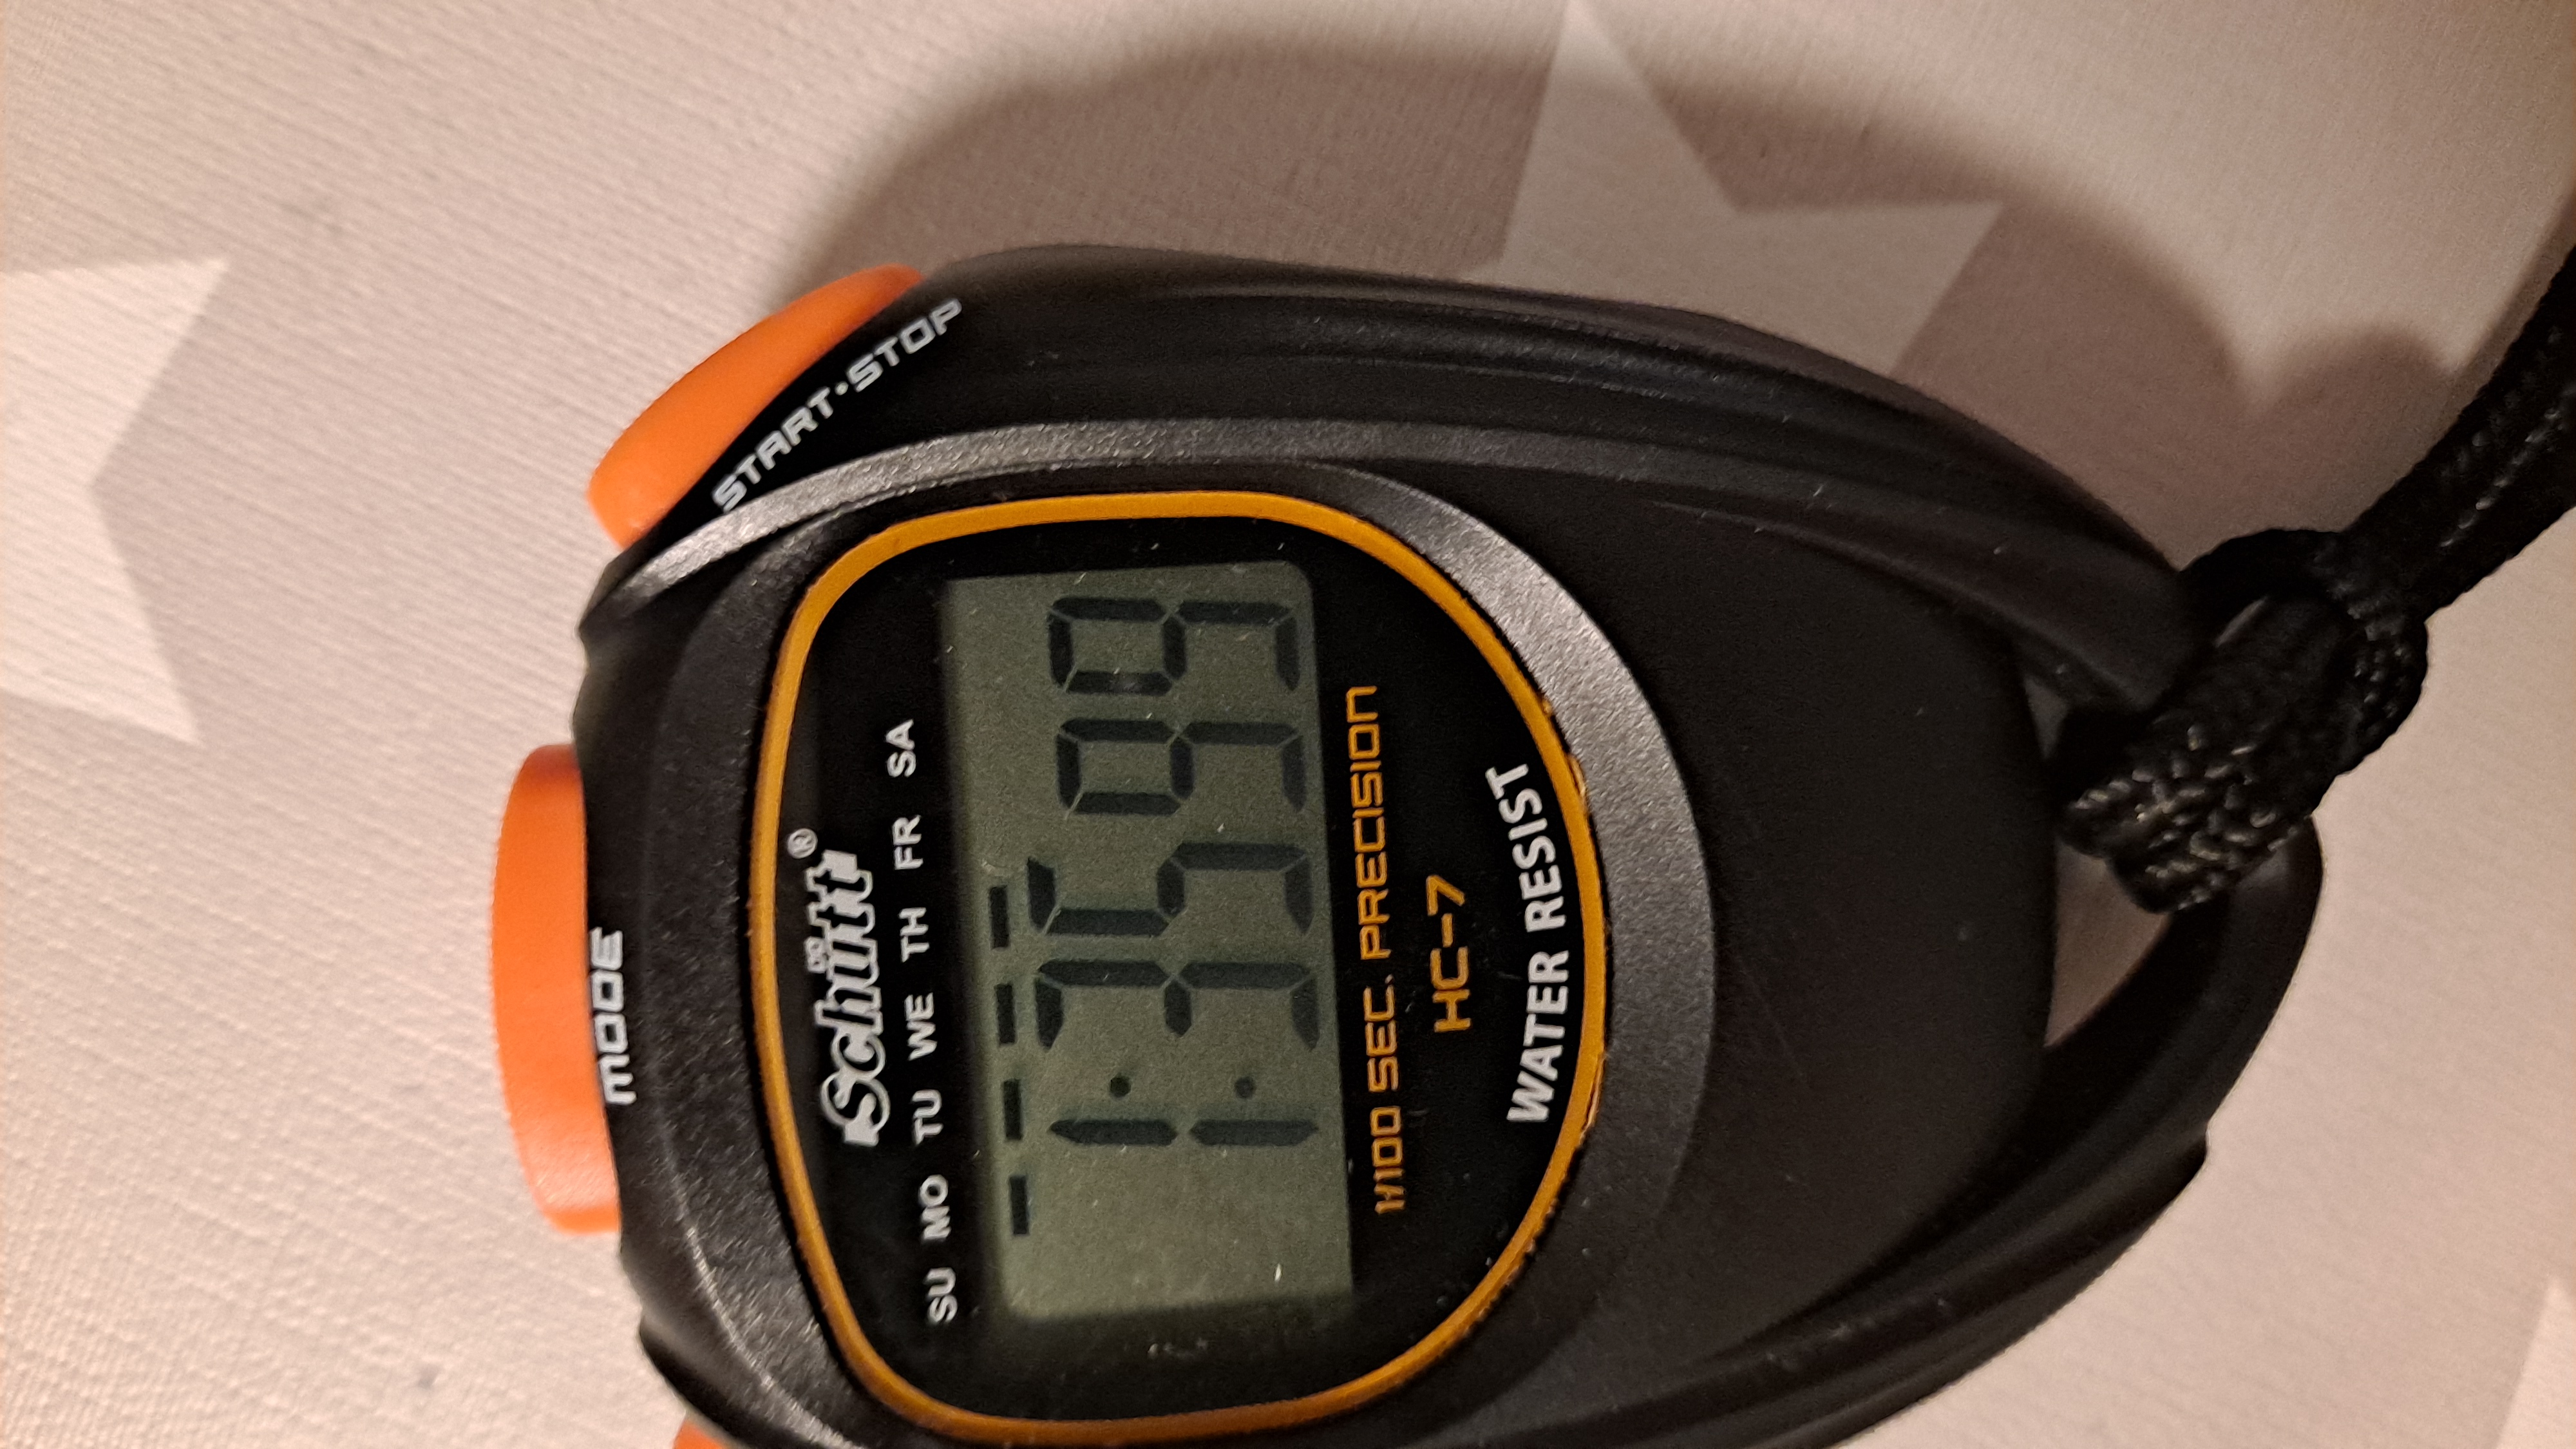 MODE
START·STOP
Schütt®
SU MO TU WE TH FR SA
1:35 99
1/100 SEC. PRECISION
HC-7
WATER RESIST